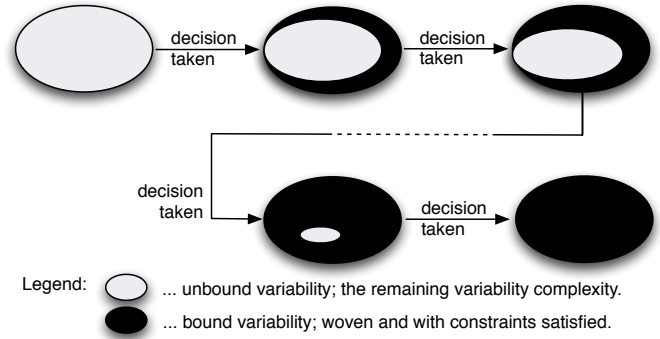 decision
taken
decision
taken
decision
taken
decision
taken
Legend:
... unbound variability; the remaining variability complexity.
... bound variability; woven and with constraints satisfied.